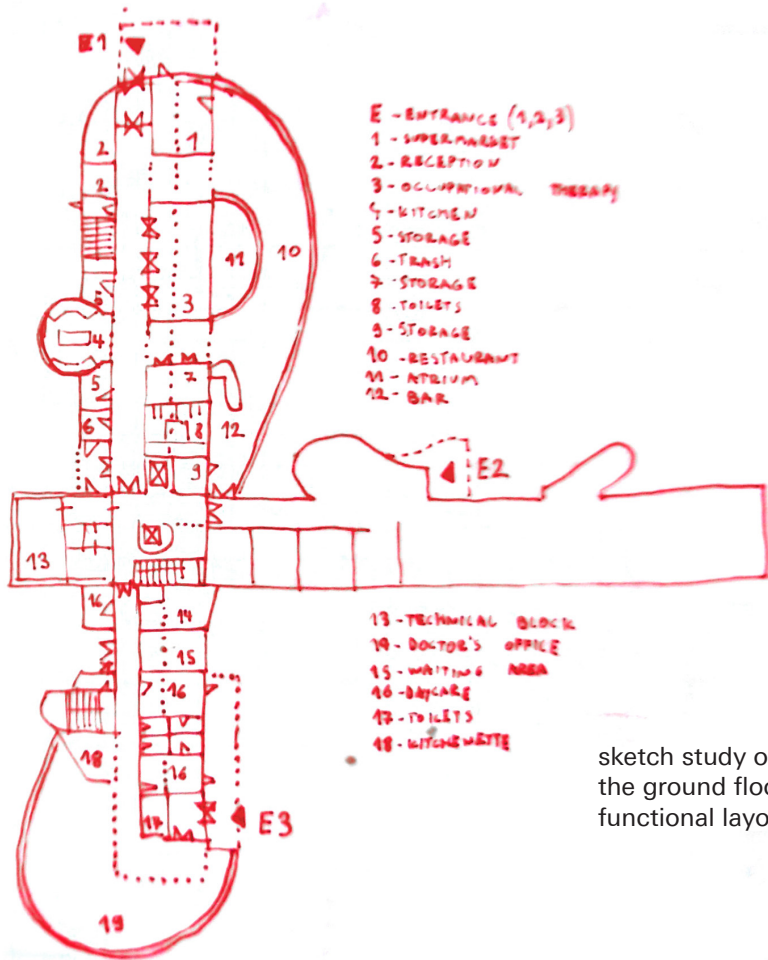 E1
E - ENTRANCE (1,2,3)
1 - SUPERMARKET
2 - RECEPTION
3 - OCCUPATIONAL THERAPY
4 - KITCHEN
5 - STORAGE
6 - TRASH
7 - STORAGE
8 - TOILETS
9 - STORAGE
10 - RESTAURANT
11 - ATRIUM
12 - BAR
1
2
2
11
10
3
4
5
7
6
8
12
9
E2
13
16
14
15
16
18
16
17
E3
19
13 - TECHNICAL BLOCK
14 - DOCTOR'S OFFICE
15 - WAITING AREA
16 - DAYCARE
17 - TOILETS
18 - KITCHENETTE
sketch study o
the ground floo
functional layo